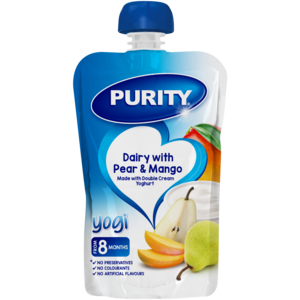 PURITY
Dairy with
Pear & Mango
Made with Double Cream
Yoghurt
yogi
FROM 8 MONTHS
✓NO PRESERVATIVES
✓NO COLOURANTS
✓NO ARTIFICIAL FLAVOURS